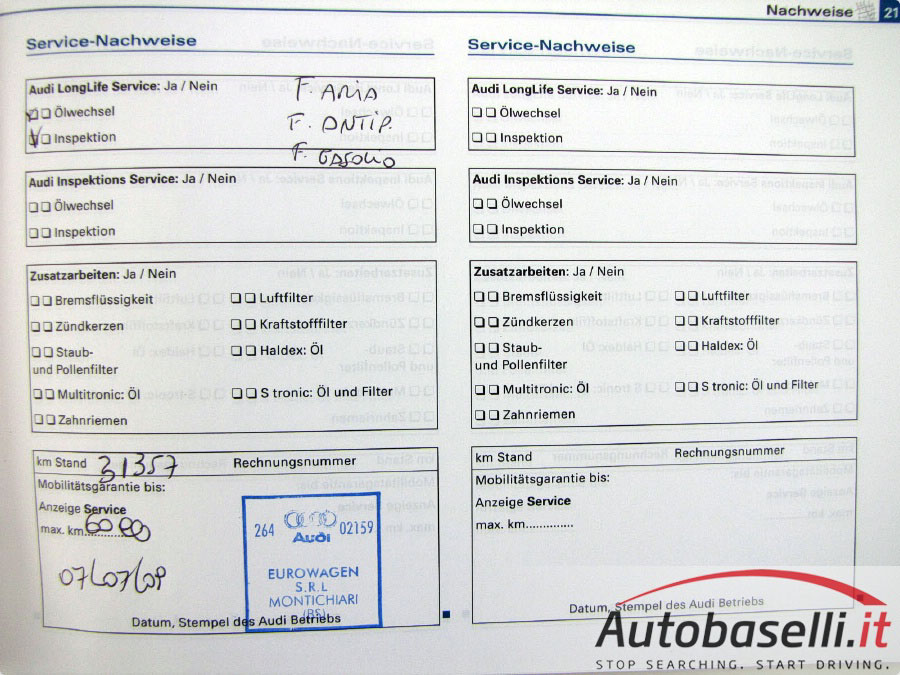 Nachweise 21
Service-Nachweise
Audi LongLife Service: Ja / Nein
F. ARIA
Ölwechsel
F. ANTIP.
Inspektion
F. GASOLIO
Audi Inspektions Service: Ja / Nein
Ölwechsel
Inspektion
Zusatzarbeiten: Ja / Nein
Bremsflüssigkeit Luftfilter
Zündkerzen Kraftstofffilter
Staub- Haldex: Öl
und Pollenfilter
Multitronic: Öl S tronic: Öl und Filter
Zahnriemen
km Stand 31357 Rechnungsnummer
Mobilitätsgarantie bis:
Anzeige Service
max. km
07/07/09
264 Audi 02159
EUROWAGEN
S.R.L
MONTICHIARI
(BS)
Datum, Stempel des Audi Betriebs
Service-Nachweise
Audi LongLife Service: Ja / Nein
Ölwechsel
Inspektion
Audi Inspektions Service: Ja / Nein
Ölwechsel
Inspektion
Zusatzarbeiten: Ja / Nein
Bremsflüssigkeit Luftfilter
Zündkerzen Kraftstofffilter
Staub- Haldex: Öl
und Pollenfilter
Multitronic: Öl S tronic: Öl und Filter
Zahnriemen
km Stand Rechnungsnummer
Mobilitätsgarantie bis:
Anzeige Service
max. km.............
Datum, Stempel des Audi Betriebs
Autobaselli.it
STOP SEARCHING. START DRIVING.